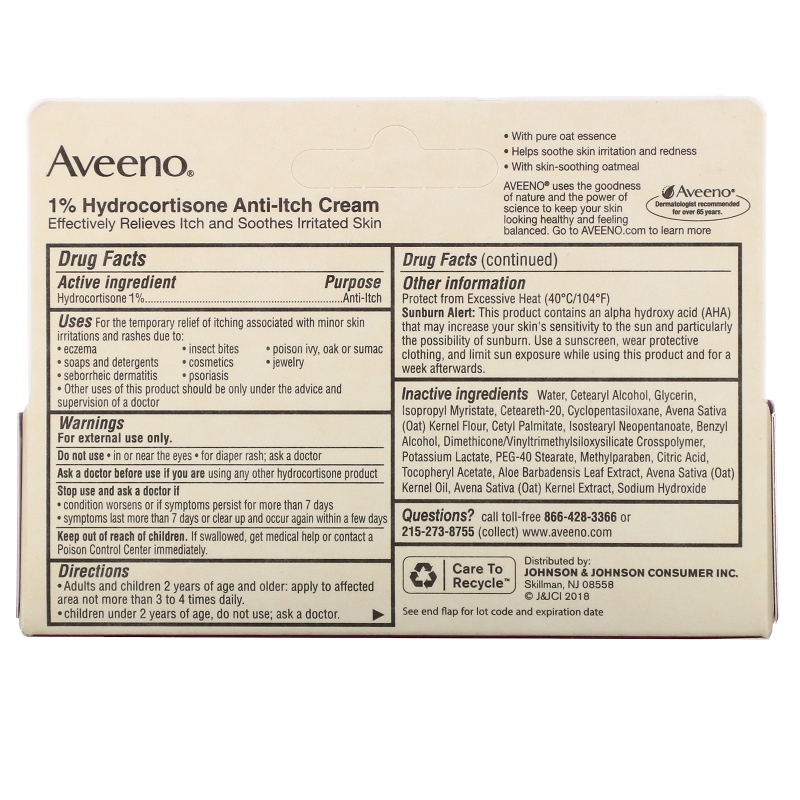 Aveeno®
1% Hydrocortisone Anti-Itch Cream
Effectively Relieves Itch and Soothes Irritated Skin
• With pure oat essence
• Helps soothe skin irritation and redness
• With skin-soothing oatmeal
AVEENO® uses the goodness
of nature and the power of
science to keep your skin
looking healthy and feeling
balanced. Go to AVEENO.com to learn more
Aveeno®
Dermatologist recommended
for over 65 years.
Drug Facts
Active ingredient Purpose
Hydrocortisone 1%..........Anti-Itch
Uses For the temporary relief of itching associated with minor skin
irritations and rashes due to:
• eczema • insect bites • poison ivy, oak or sumac
• soaps and detergents • cosmetics • jewelry
• seborrheic dermatitis • psoriasis
• Other uses of this product should be only under the advice and
supervision of a doctor
Warnings
For external use only.
Do not use • in or near the eyes • for diaper rash; ask a doctor
Ask a doctor before use if you are using any other hydrocortisone product
Stop use and ask a doctor if
• condition worsens or if symptoms persist for more than 7 days
• symptoms last more than 7 days or clear up and occur again within a few days
Keep out of reach of children. If swallowed, get medical help or contact a
Poison Control Center immediately.
Directions
• Adults and children 2 years of age and older: apply to affected
area not more than 3 to 4 times daily.
• children under 2 years of age, do not use; ask a doctor.
Drug Facts (continued)
Other information
Protect from Excessive Heat (40°C/104°F)
Sunburn Alert: This product contains an alpha hydroxy acid (AHA)
that may increase your skin's sensitivity to the sun and particularly
the possibility of sunburn. Use a sunscreen, wear protective
clothing, and limit sun exposure while using this product and for a
week afterwards.
Inactive ingredients Water, Cetearyl Alcohol, Glycerin,
Isopropyl Myristate, Ceteareth-20, Cyclopentasiloxane, Avena Sativa
(Oat) Kernel Flour, Cetyl Palmitate, Isostearyl Neopentanoate, Benzyl
Alcohol, Dimethicone/Vinyltrimethylsiloxysilicate Crosspolymer,
Potassium Lactate, PEG-40 Stearate, Methylparaben, Citric Acid,
Tocopheryl Acetate, Aloe Barbadensis Leaf Extract, Avena Sativa (Oat)
Kernel Oil, Avena Sativa (Oat) Kernel Extract, Sodium Hydroxide
Questions? call toll-free 866-428-3366 or
215-273-8755 (collect) www.aveeno.com
Care To
Recycle™
Distributed by:
JOHNSON & JOHNSON CONSUMER INC.
Skillman, NJ 08558
© J&JCI 2018
See end flap for lot code and expiration date